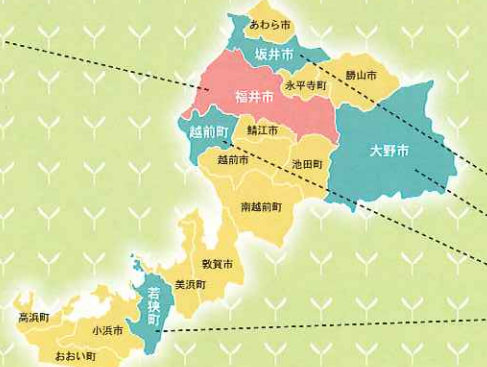 あわら市
坂井市
永平寺町
勝山市
福井市
越前町
鯖江市
大野市
越前市
池田町
南越前町
敦賀市
美浜町
若狭町
小浜市
高浜町
おおい町